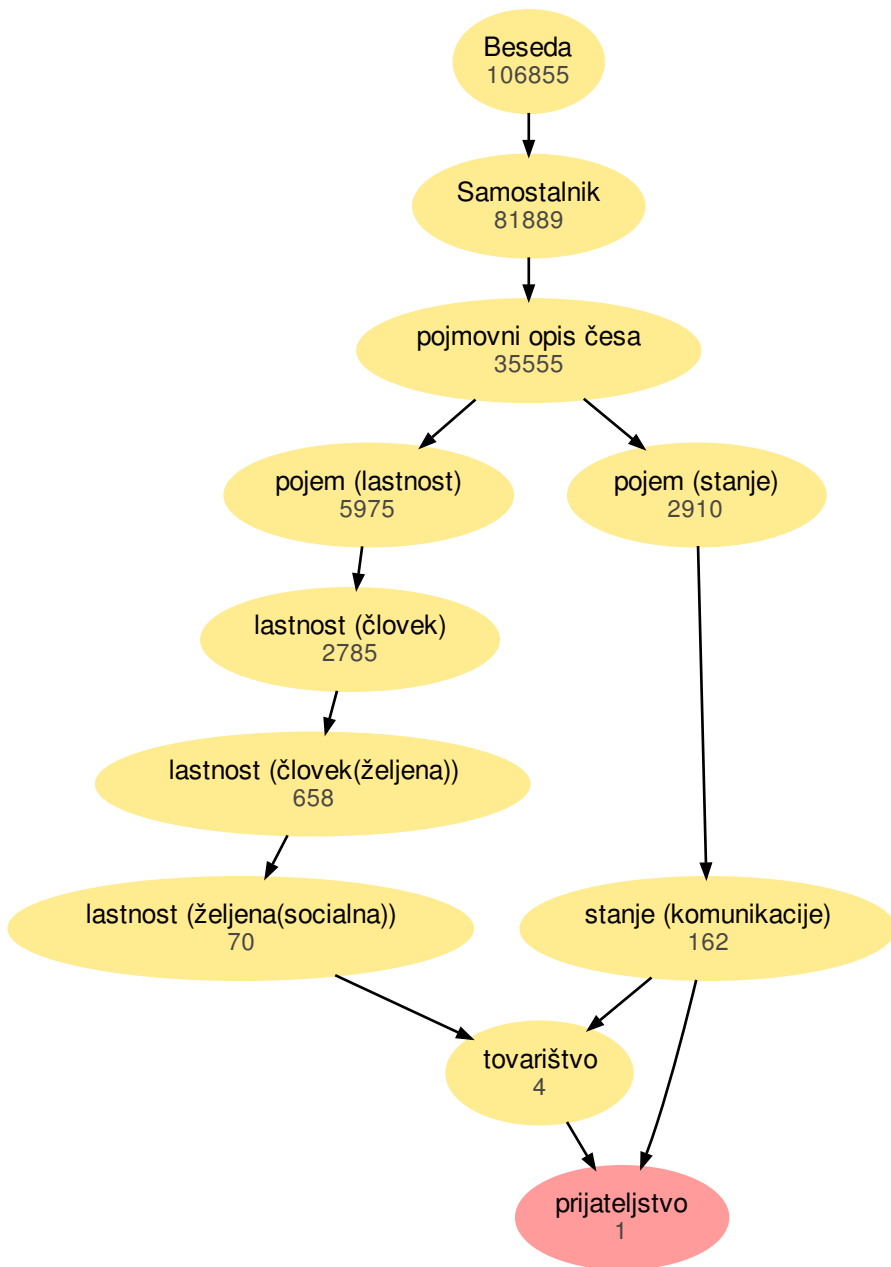 Beseda
106855
Samostalnik
81889
pojmovni opis česa
35555
pojem (lastnost)
5975
pojem (stanje)
2910
lastnost (človek)
2785
lastnost (človek(željena))
658
lastnost (željena(socialna))
70
stanje (komunikacije)
162
tovarištvo
4
prijateljstvo
1